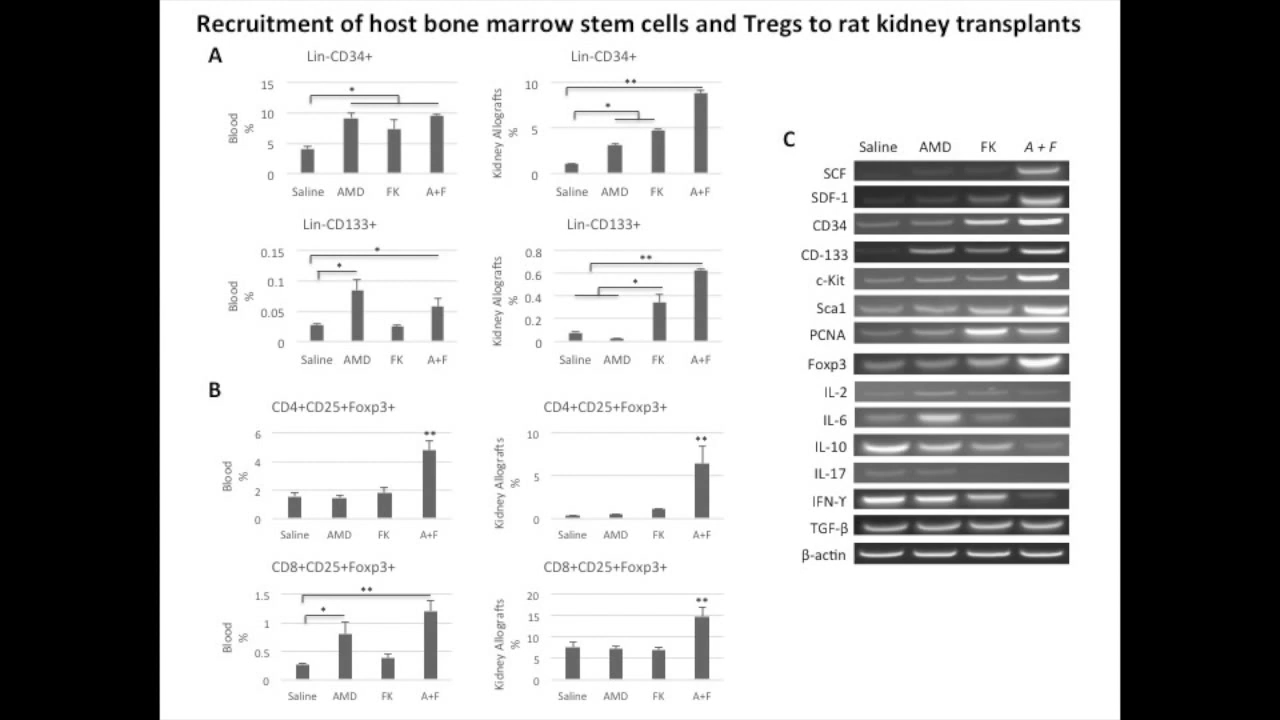 Recruitment of host bone marrow stem cells and Tregs to rat kidney transplants
A
Lin-CD34+
Blood
%
15
10
5
0
*
Saline AMD FK A+F
Lin-CD34+
Kidney Allografts
%
10
5
0
**
*
Saline AMD FK A+F
Lin-CD133+
Blood
%
0.15
0.1
0.05
0
*
*
Saline AMD FK A+F
Lin-CD133+
Kidney Allografts
%
0.8
0.6
0.4
0.2
0
**
*
Saline AMD FK A+F
B
CD4+CD25+Foxp3+
Blood
%
6
4
2
0
**
Saline AMD FK A+F
CD4+CD25+Foxp3+
Kidney Allografts
%
10
5
0
**
Saline AMD FK A+F
CD8+CD25+Foxp3+
Blood
%
1.5
1
0.5
0
**
*
Saline AMD FK A+F
CD8+CD25+Foxp3+
Kidney Allografts
%
20
15
10
5
0
**
Saline AMD FK A+F
C
Saline AMD FK A + F
SCF
SDF-1
CD34
CD-133
c-Kit
Sca1
PCNA
Foxp3
IL-2
IL-6
IL-10
IL-17
IFN-ϒ
TGF-β
β-actin